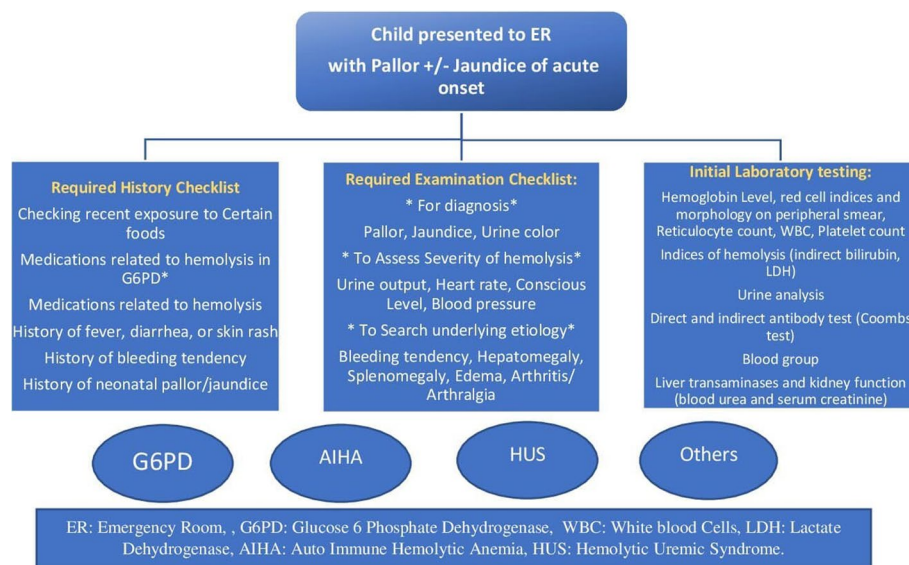 Child presented to ER
with Pallor +/- Jaundice of acute
onset
Required History Checklist
Checking recent exposure to Certain
foods
Medications related to hemolysis in
G6PD*
Medications related to hemolysis
History of fever, diarrhea, or skin rash
History of bleeding tendency
History of neonatal pallor/jaundice
Required Examination Checklist:
* For diagnosis*
Pallor, Jaundice, Urine color
* To Assess Severity of hemolysis*
Urine output, Heart rate, Conscious
Level, Blood pressure
* To Search underlying etiology*
Bleeding tendency, Hepatomegaly,
Splenomegaly, Edema, Arthritis/
Arthralgia
Initial Laboratory testing:
Hemoglobin Level, red cell indices and
morphology on peripheral smear,
Reticulocyte count, WBC, Platelet count
Indices of hemolysis (indirect bilirubin,
LDH)
Urine analysis
Direct and indirect antibody test (Coombs
test)
Blood group
Liver transaminases and kidney function
(blood urea and serum creatinine)
G6PD
AIHA
HUS
Others
ER: Emergency Room, , G6PD: Glucose 6 Phosphate Dehydrogenase, WBC: White blood Cells, LDH: Lactate
Dehydrogenase, AIHA: Auto Immune Hemolytic Anemia, HUS: Hemolytic Uremic Syndrome.